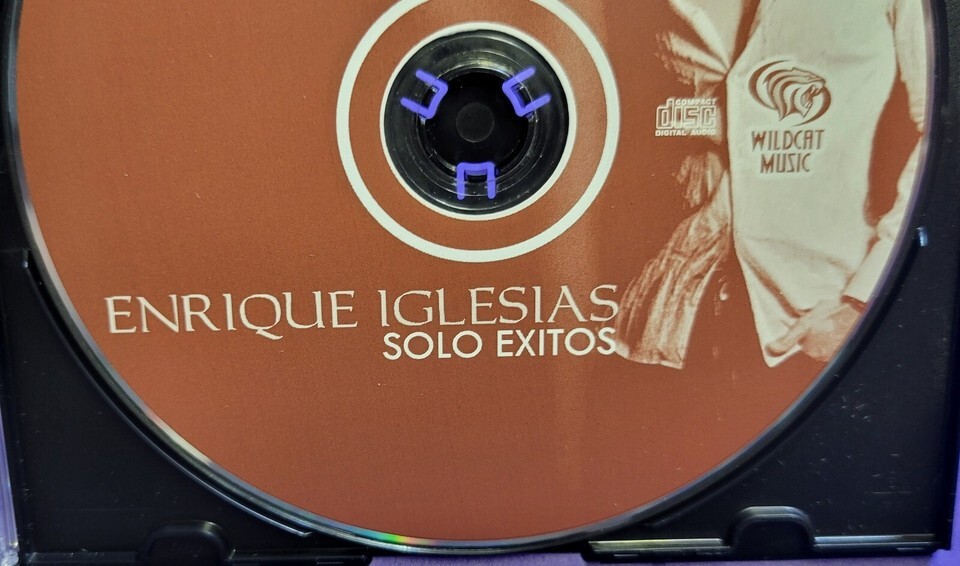 COMPACT
disc
DIGITAL AUDIO
WILDCAT
MUSIC
ENRIQUE IGLESIAS
SOLO EXITOS